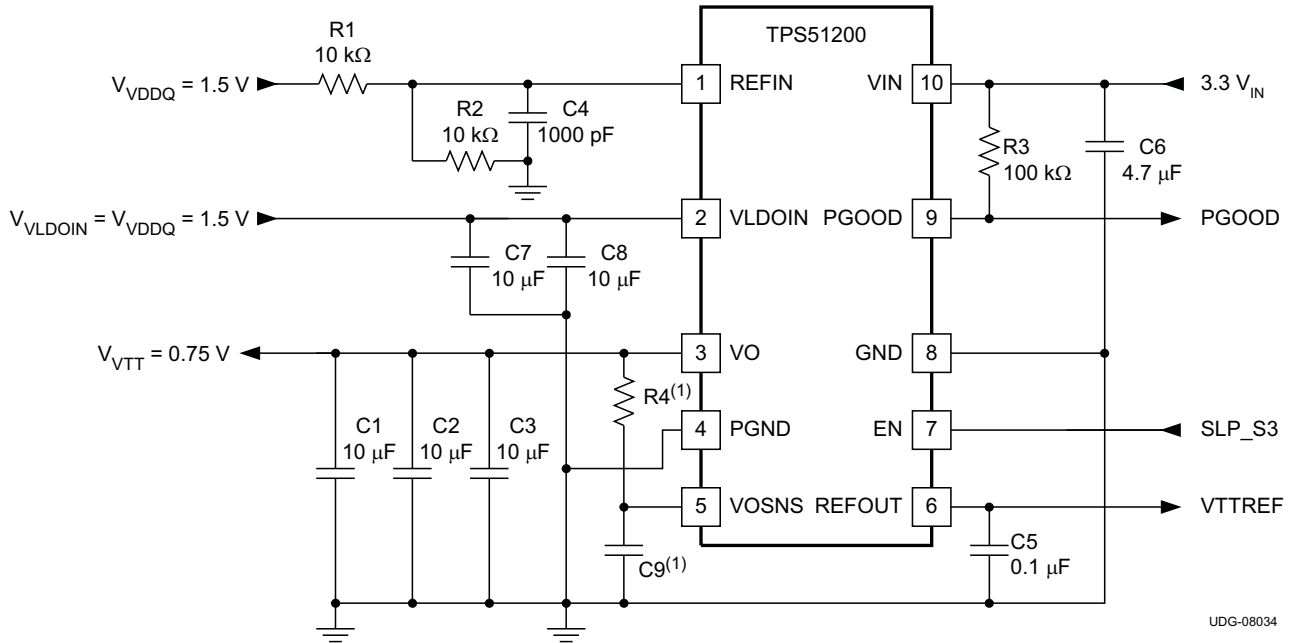 TPS51200
R1
10 kΩ
V_VDDQ = 1.5 V
1 REFIN
VIN 10
3.3 V_IN
R2
10 kΩ
C4
1000 pF
R3
100 kΩ
C6
4.7 μF
V_VLDOIN = V_VDDQ = 1.5 V
2 VLDOIN
PGOOD 9
PGOOD
C7
10 μF
C8
10 μF
V_VTT = 0.75 V
3 VO
GND 8
R4(1)
C1
10 μF
C2
10 μF
C3
10 μF
4 PGND
EN 7
SLP_S3
5 VOSNS
REFOUT 6
VTTREF
C9(1)
C5
0.1 μF
UDG-08034